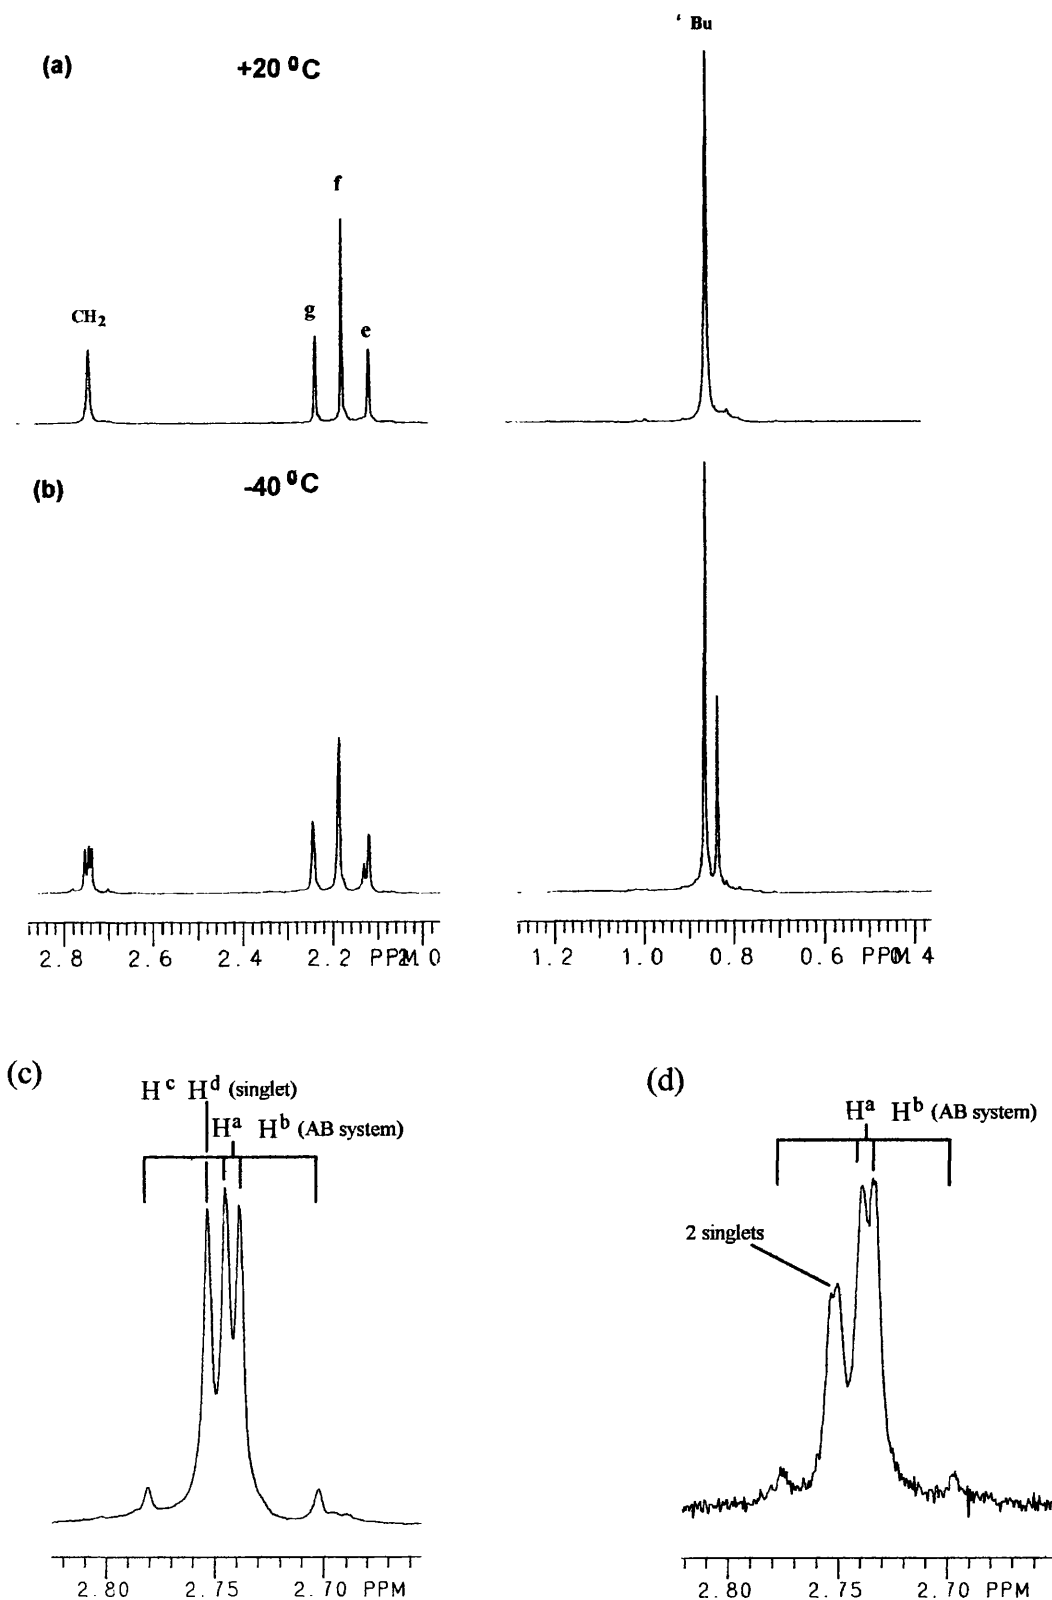 (a)
+20 ⁰C
ᵗ Bu
f
g
e
CH₂
(b)
-40 ⁰C
2.8 2.6 2.4 2.2 PPM 2.0
1.2 1.0 0.8 0.6 PPM 0.4
(c)
Hᶜ Hᵈ (singlet)
Hᵃ Hᵇ (AB system)
2.80 2.75 2.70 PPM
(d)
Hᵃ Hᵇ (AB system)
2 singlets
2.80 2.75 2.70 PPM